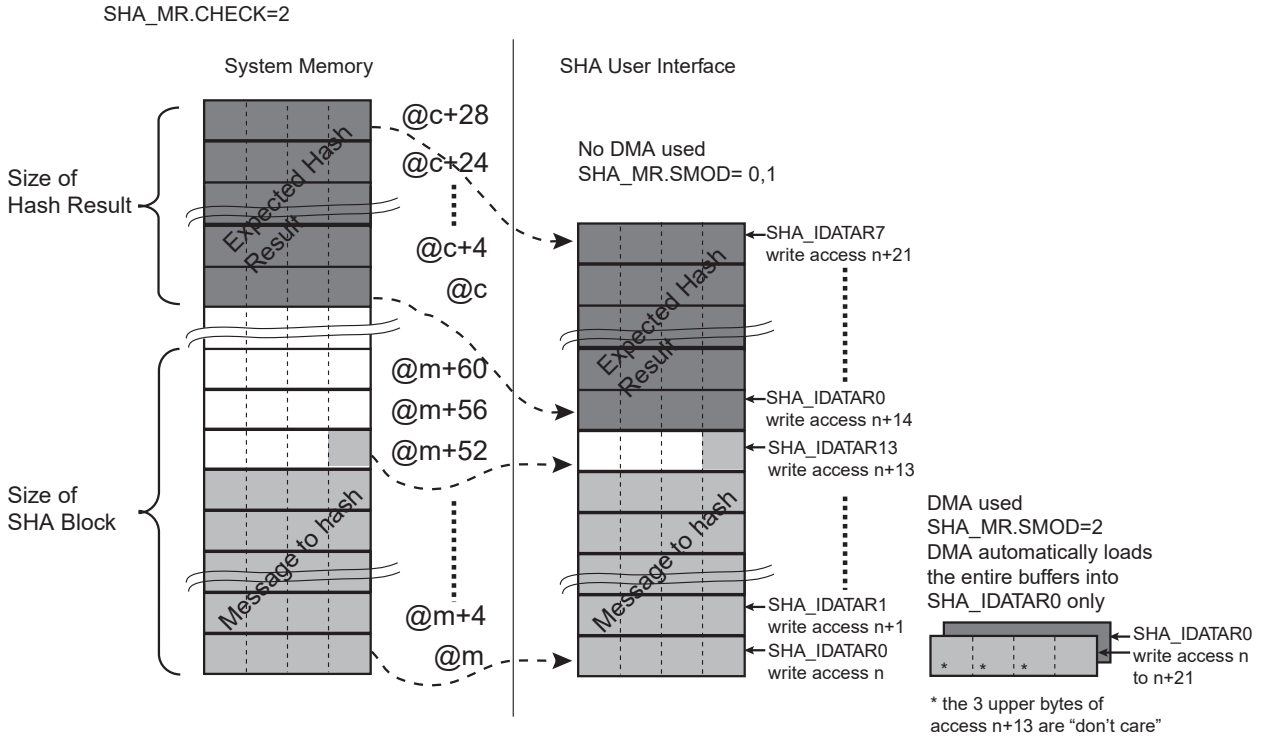 SHA_MR.CHECK=2
System Memory
SHA User Interface
Size of
Hash Result
Expected Hash
Result
@c+28
@c+24
@c+4
@c
@m+60
@m+56
@m+52
Size of
SHA Block
Message to hash
@m+4
@m
No DMA used
SHA_MR.SMOD= 0,1
Expected Hash
Result
SHA_IDATAR7
write access n+21
SHA_IDATAR0
write access n+14
SHA_IDATAR13
write access n+13
Message to hash
SHA_IDATAR1
write access n+1
SHA_IDATAR0
write access n
DMA used
SHA_MR.SMOD=2
DMA automatically loads
the entire buffers into
SHA_IDATAR0 only
* * *
SHA_IDATAR0
write access n
to n+21
* the 3 upper bytes of
access n+13 are “don’t care”